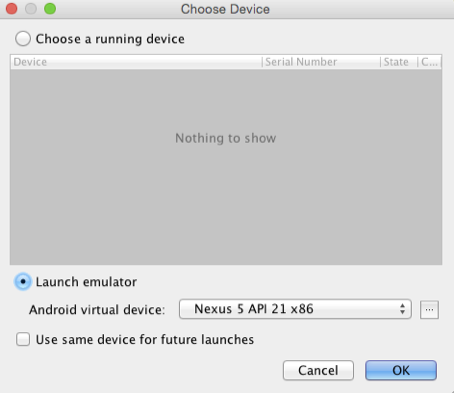 Choose Device
Choose a running device
Device Serial Number State C...
Nothing to show
Launch emulator
Android virtual device: Nexus 5 API 21 x86 ...
Use same device for future launches
Cancel OK